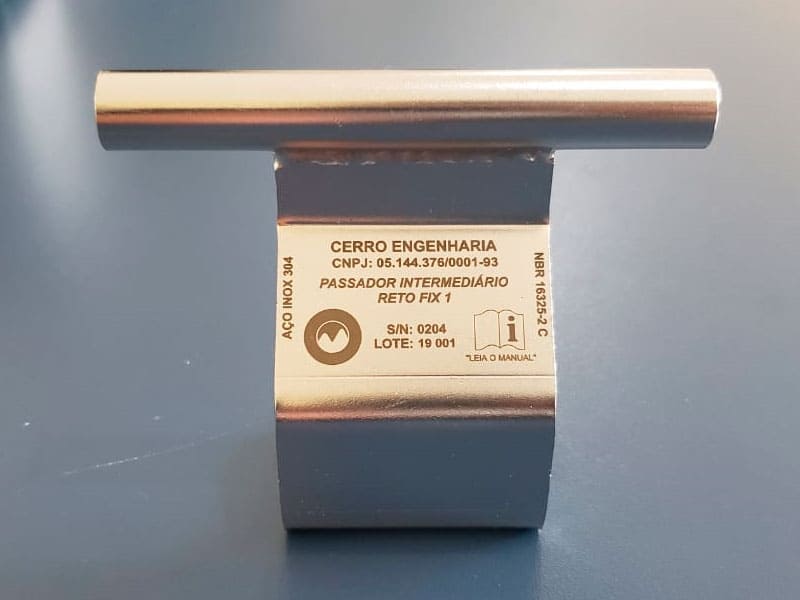 CERRO ENGENHARIA
CNPJ: 05.144.376/0001-93
PASSADOR INTERMEDIÁRIO
RETO FIX 1
S/N: 0204
LOTE: 19 001
AÇO INOX 304
NBR 16325-2 C
i
"LEIA O MANUAL"